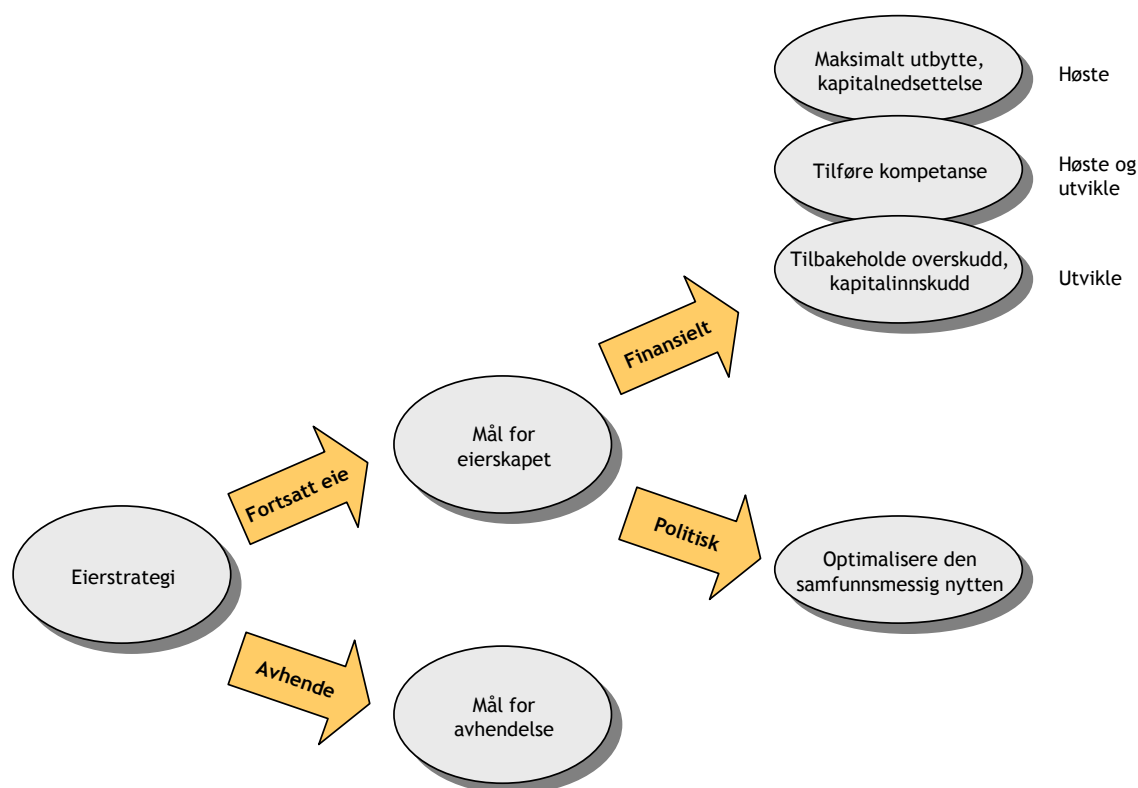 Maksimalt utbytte,
kapitalnedsettelse
Høste
Tilføre kompetanse
Høste og
utvikle
Tilbakeholde overskudd,
kapitalinnskudd
Utvikle
Finansielt
Mål for
eierskapet
Fortsatt eie
Politisk
Optimalisere den
samfunnsmessig nytten
Eierstrategi
Avhende
Mål for
avhendelse